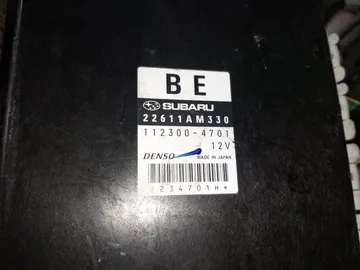 BE
SUBARU
22611AM330
112300-4701
12V
DENSO MADE IN JAPAN
*234701H*